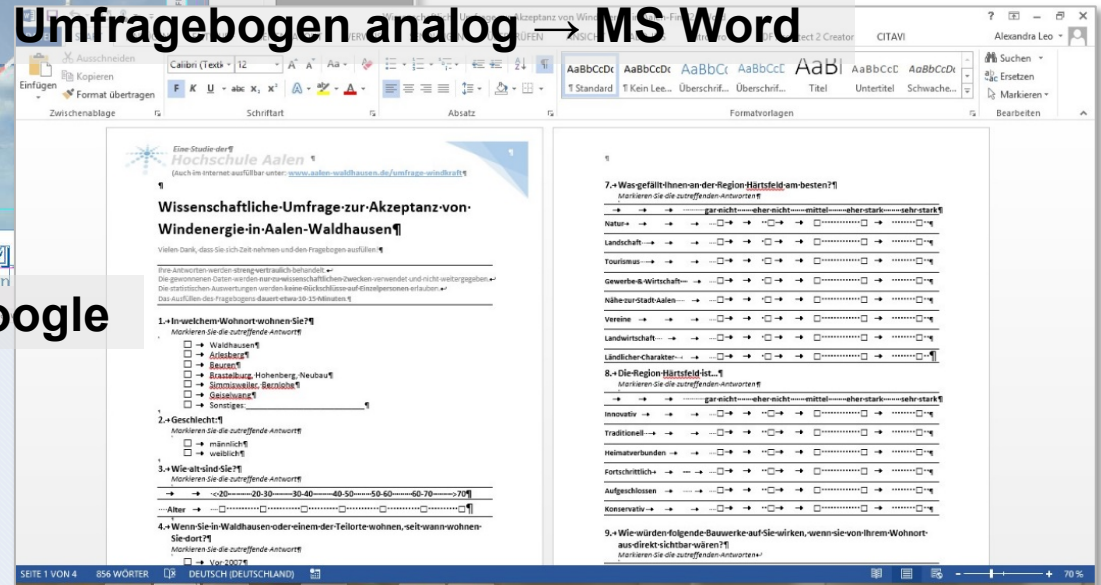 Umfragebogen analog → MS Word
oogle
CITAVI
Alexandra Leo
Einfügen
Ausschneiden
Kopieren
Format übertragen
Zwischenablage
Calibri (Textk
12
F K U abc x₂ x²
Schriftart
Absatz
AaBbCcDc AaBbCcDc AaBbCc AaBbCcE AaBl AaBbCcC AaBbCcDc
¶ Standard ¶ Kein Lee... Überschrif... Überschrif... Titel Untertitel Schwache...
Formatvorlagen
Suchen
Ersetzen
Markieren
Bearbeiten
Eine Studie der¶
Hochschule Aalen ¶
(Auch im Internet ausfüllbar unter: www.aalen-waldhausen.de/umfrage-windkraft¶
Wissenschaftliche·Umfrage·zur·Akzeptanz·von·
Windenergie·in·Aalen-Waldhausen¶
Vielen Dank, dass Sie sich Zeit nehmen und den Fragebogen ausfüllen!¶
Ihre Antworten werden streng vertraulich behandelt.
Die gewonnenen Daten werden nur zu wissenschaftlichen Zwecken verwendet und nicht weitergegeben.
Die statistischen Auswertungen werden keine Rückschlüsse auf Einzelpersonen erlauben.
Das Ausfüllen des Fragebogens dauert etwa 10-15 Minuten.¶
1. In welchem Wohnort wohnen Sie?¶
Markieren Sie die zutreffende Antwort¶
☐ → Waldhausen¶
☐ → Arlesberg¶
☐ → Beuren¶
☐ → Brastelburg, Hohenberg, Neubau¶
☐ → Simmisweiler, Bernlohe¶
☐ → Geiselwang¶
☐ → Sonstiges:____________________¶
2. Geschlecht:¶
Markieren Sie die zutreffende Antwort¶
☐ → männlich¶
☐ → weiblich¶
3. Wie alt sind Sie?¶
Markieren Sie die zutreffende Antwort¶
<20 20-30 30-40 40-50 50-60 60-70 >70¶
Alter → ☐ ☐ ☐ ☐ ☐ ☐ ☐¶
4. Wenn Sie in Waldhausen oder einem der Teilorte wohnen, seit wann wohnen
Sie dort?¶
Markieren Sie die zutreffende Antwort¶
☐ → Vor 2007¶
7. Was gefällt Ihnen an der Region Härtsfeld am besten?¶
Markieren Sie die zutreffenden Antworten¶
gar nicht eher nicht mittel eher stark sehr stark¶
Natur ☐ ☐ ☐ ☐ ☐
Landschaft ☐ ☐ ☐ ☐ ☐
Tourismus ☐ ☐ ☐ ☐ ☐
Gewerbe & Wirtschaft ☐ ☐ ☐ ☐ ☐
Nähe zur Stadt Aalen ☐ ☐ ☐ ☐ ☐
Vereine ☐ ☐ ☐ ☐ ☐
Landwirtschaft ☐ ☐ ☐ ☐ ☐
Ländlicher Charakter ☐ ☐ ☐ ☐ ☐¶
8. Die Region Härtsfeld ist...¶
Markieren Sie die zutreffenden Antworten¶
gar nicht eher nicht mittel eher stark sehr stark¶
Innovativ ☐ ☐ ☐ ☐ ☐
Traditionell ☐ ☐ ☐ ☐ ☐
Heimatverbunden ☐ ☐ ☐ ☐ ☐
Fortschrittlich ☐ ☐ ☐ ☐ ☐
Aufgeschlossen ☐ ☐ ☐ ☐ ☐
Konservativ ☐ ☐ ☐ ☐ ☐
9. Wie würden folgende Bauwerke auf Sie wirken, wenn sie von Ihrem Wohnort
aus direkt sichtbar wären?¶
Markieren Sie die zutreffenden Antworten
SEITE 1 VON 4 856 WÖRTER DEUTSCH (DEUTSCHLAND) 70 %